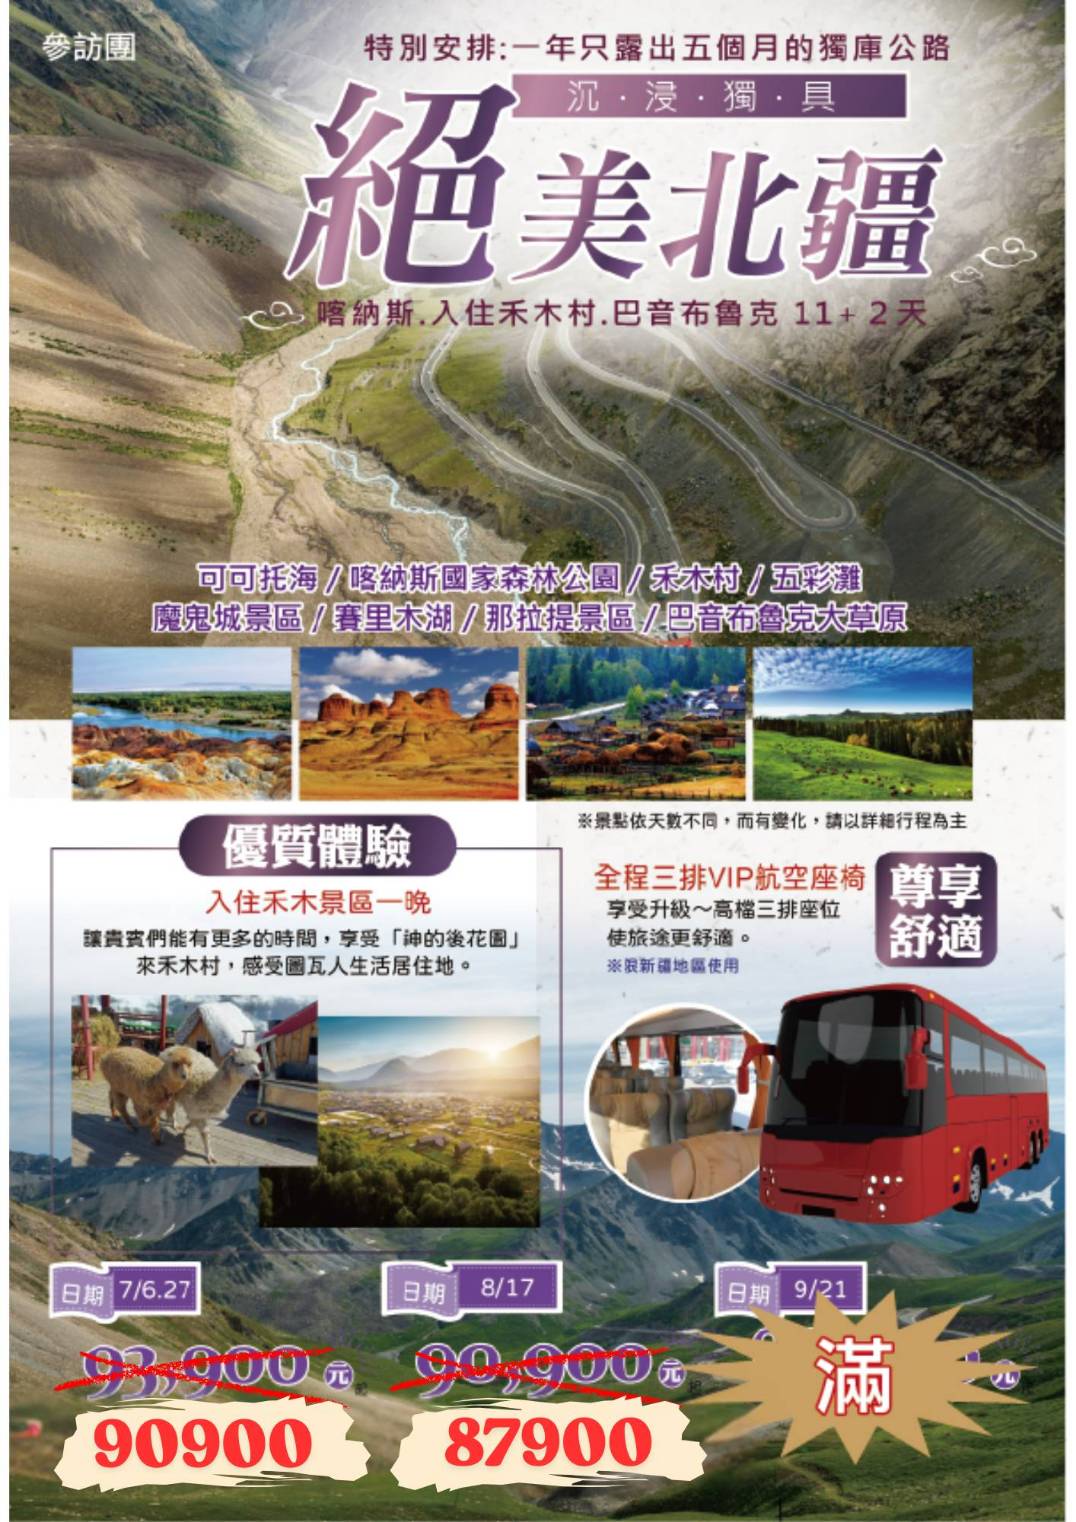 參訪團
特別安排:一年只露出五個月的獨庫公路
沉．浸．獨．具
絕美北疆
喀納斯.入住禾木村.巴音布魯克 11+ 2天
可可托海 / 喀納斯國家森林公園 / 禾木村 / 五彩灘
魔鬼城景區 / 賽里木湖 / 那拉提景區 / 巴音布魯克大草原
※景點依天數不同，而有變化，請以詳細行程為主
優質體驗
入住禾木景區一晚
讓貴賓們能有更多的時間，享受「神的後花園」
來禾木村，感受圖瓦人生活居住地。
全程三排VIP航空座椅
享受升級～高檔三排座位
使旅途更舒適。
※限新疆地區使用
尊享
舒適
日期 7/6.27
93,900元
90900
日期 8/17
90,900元起
87900
日期 9/21
滿
元